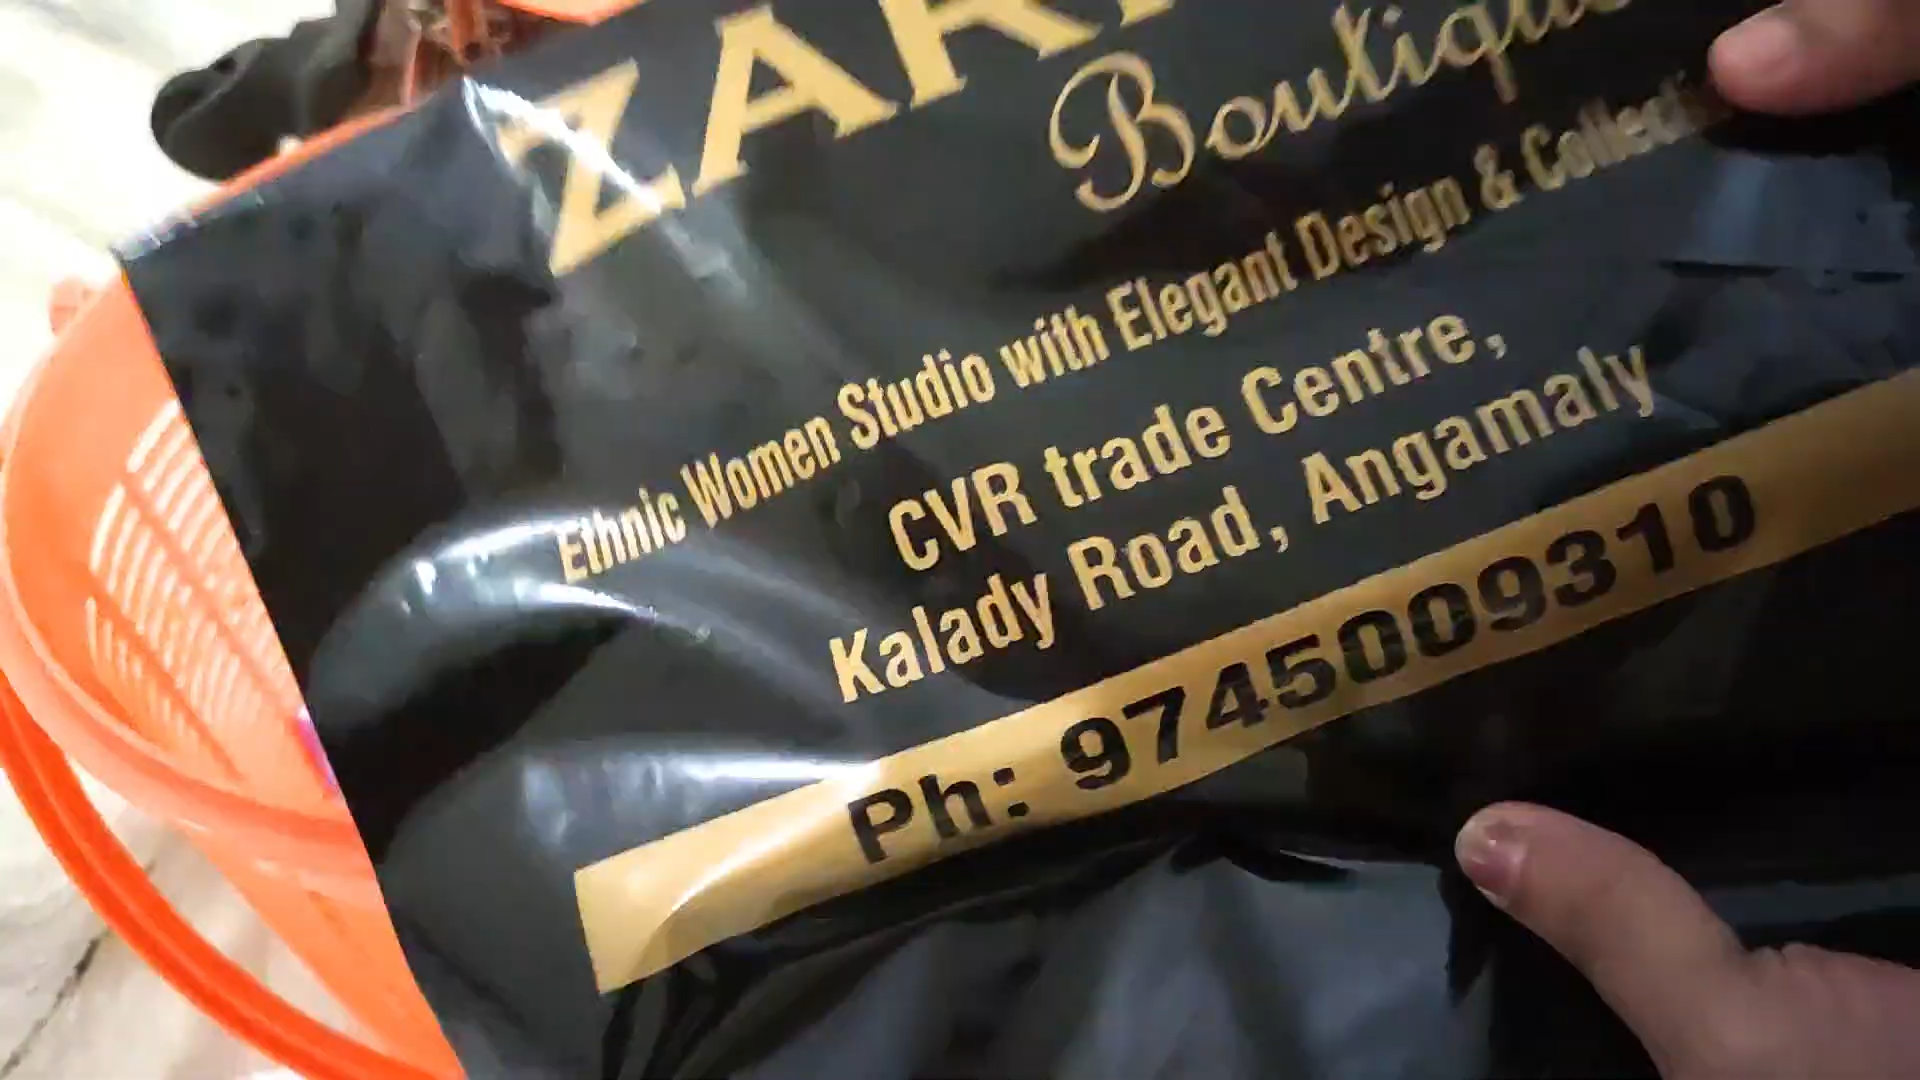 Boutique
Ethnic Women Studio with Elegant Design &
CVR trade Centre,
Kalady Road, Angamaly
Ph: 9745009310